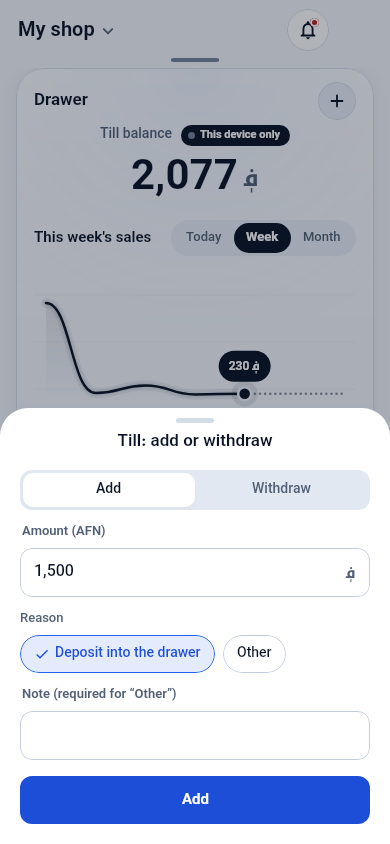 My shop
Drawer
Till balance
This device only
2,077 ؋
This week's sales
Today
Week
Month
230 ؋
Till: add or withdraw
Add
Withdraw
Amount (AFN)
1,500 ؋
Reason
Deposit into the drawer
Other
Note (required for “Other”)
Add